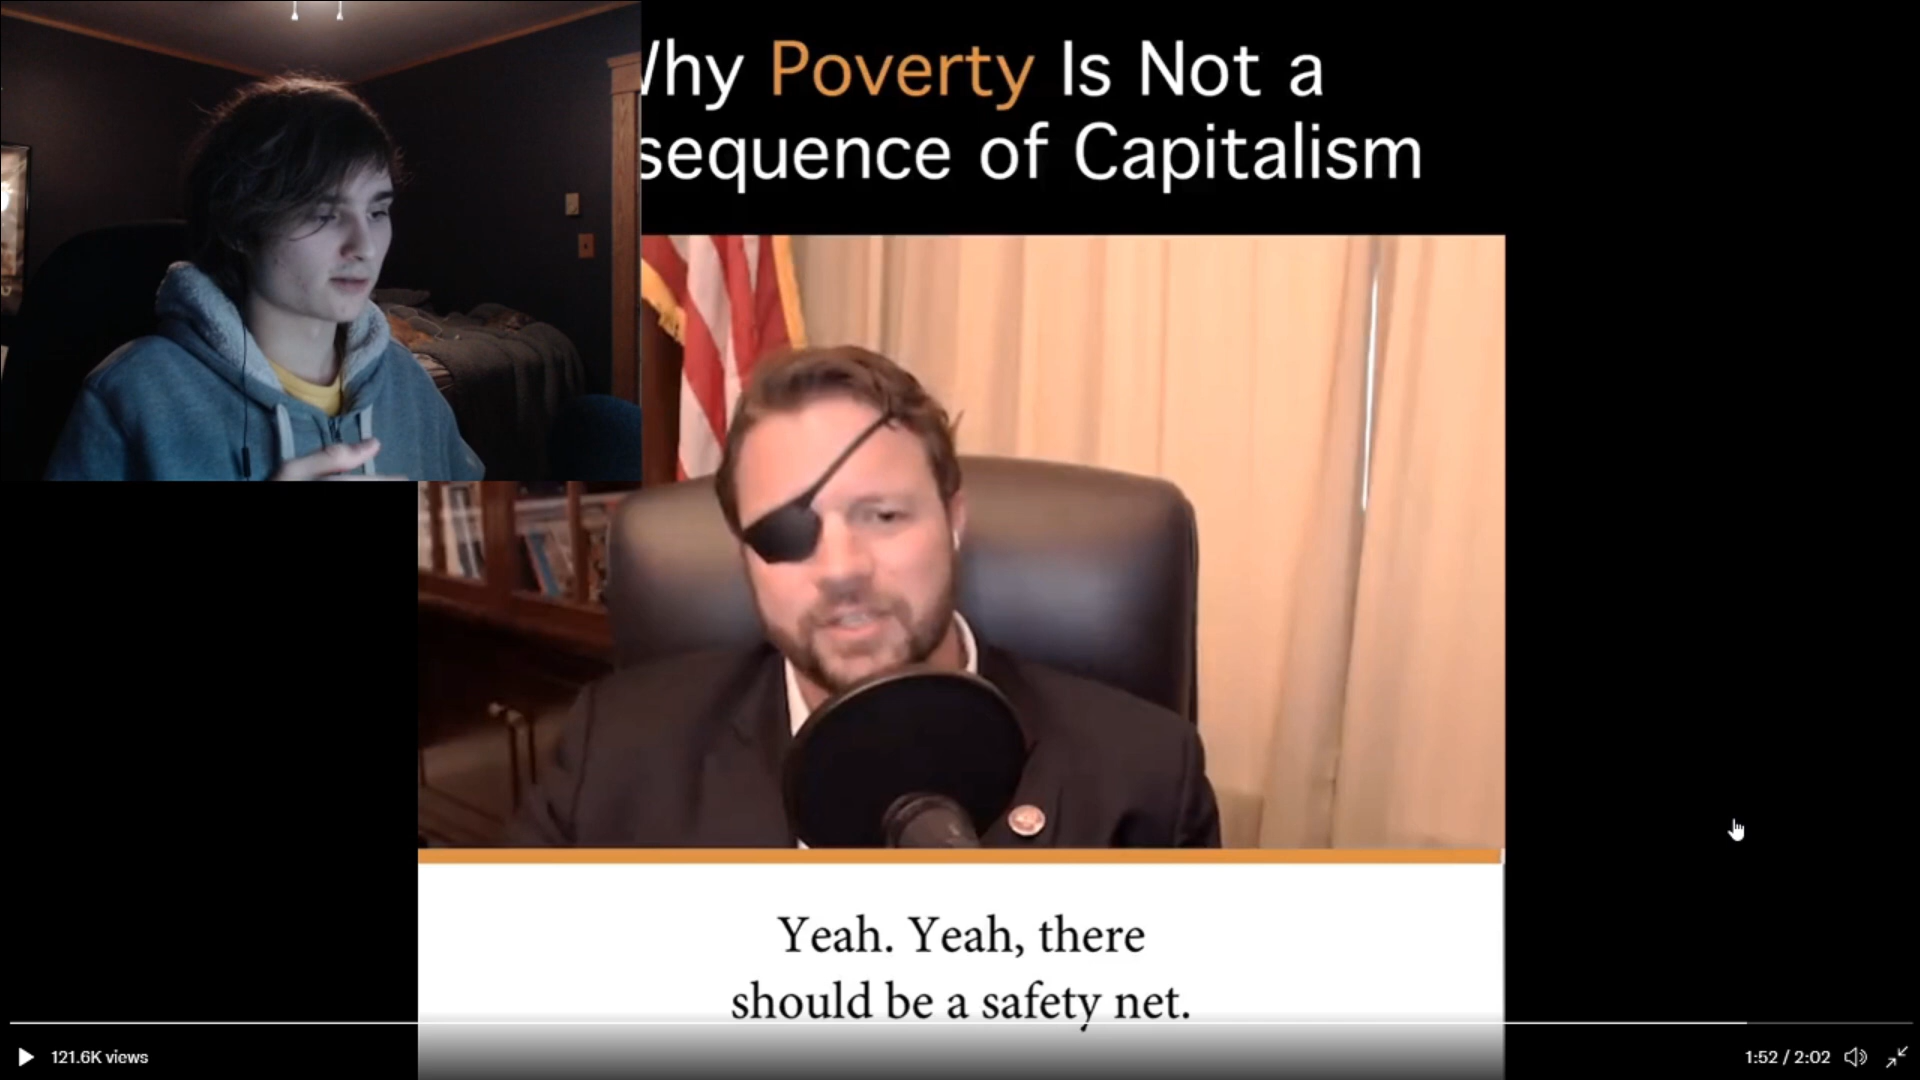 Why Poverty Is Not a
sequence of Capitalism
Yeah. Yeah, there
should be a safety net.
121.6K views
1:52 / 2:02